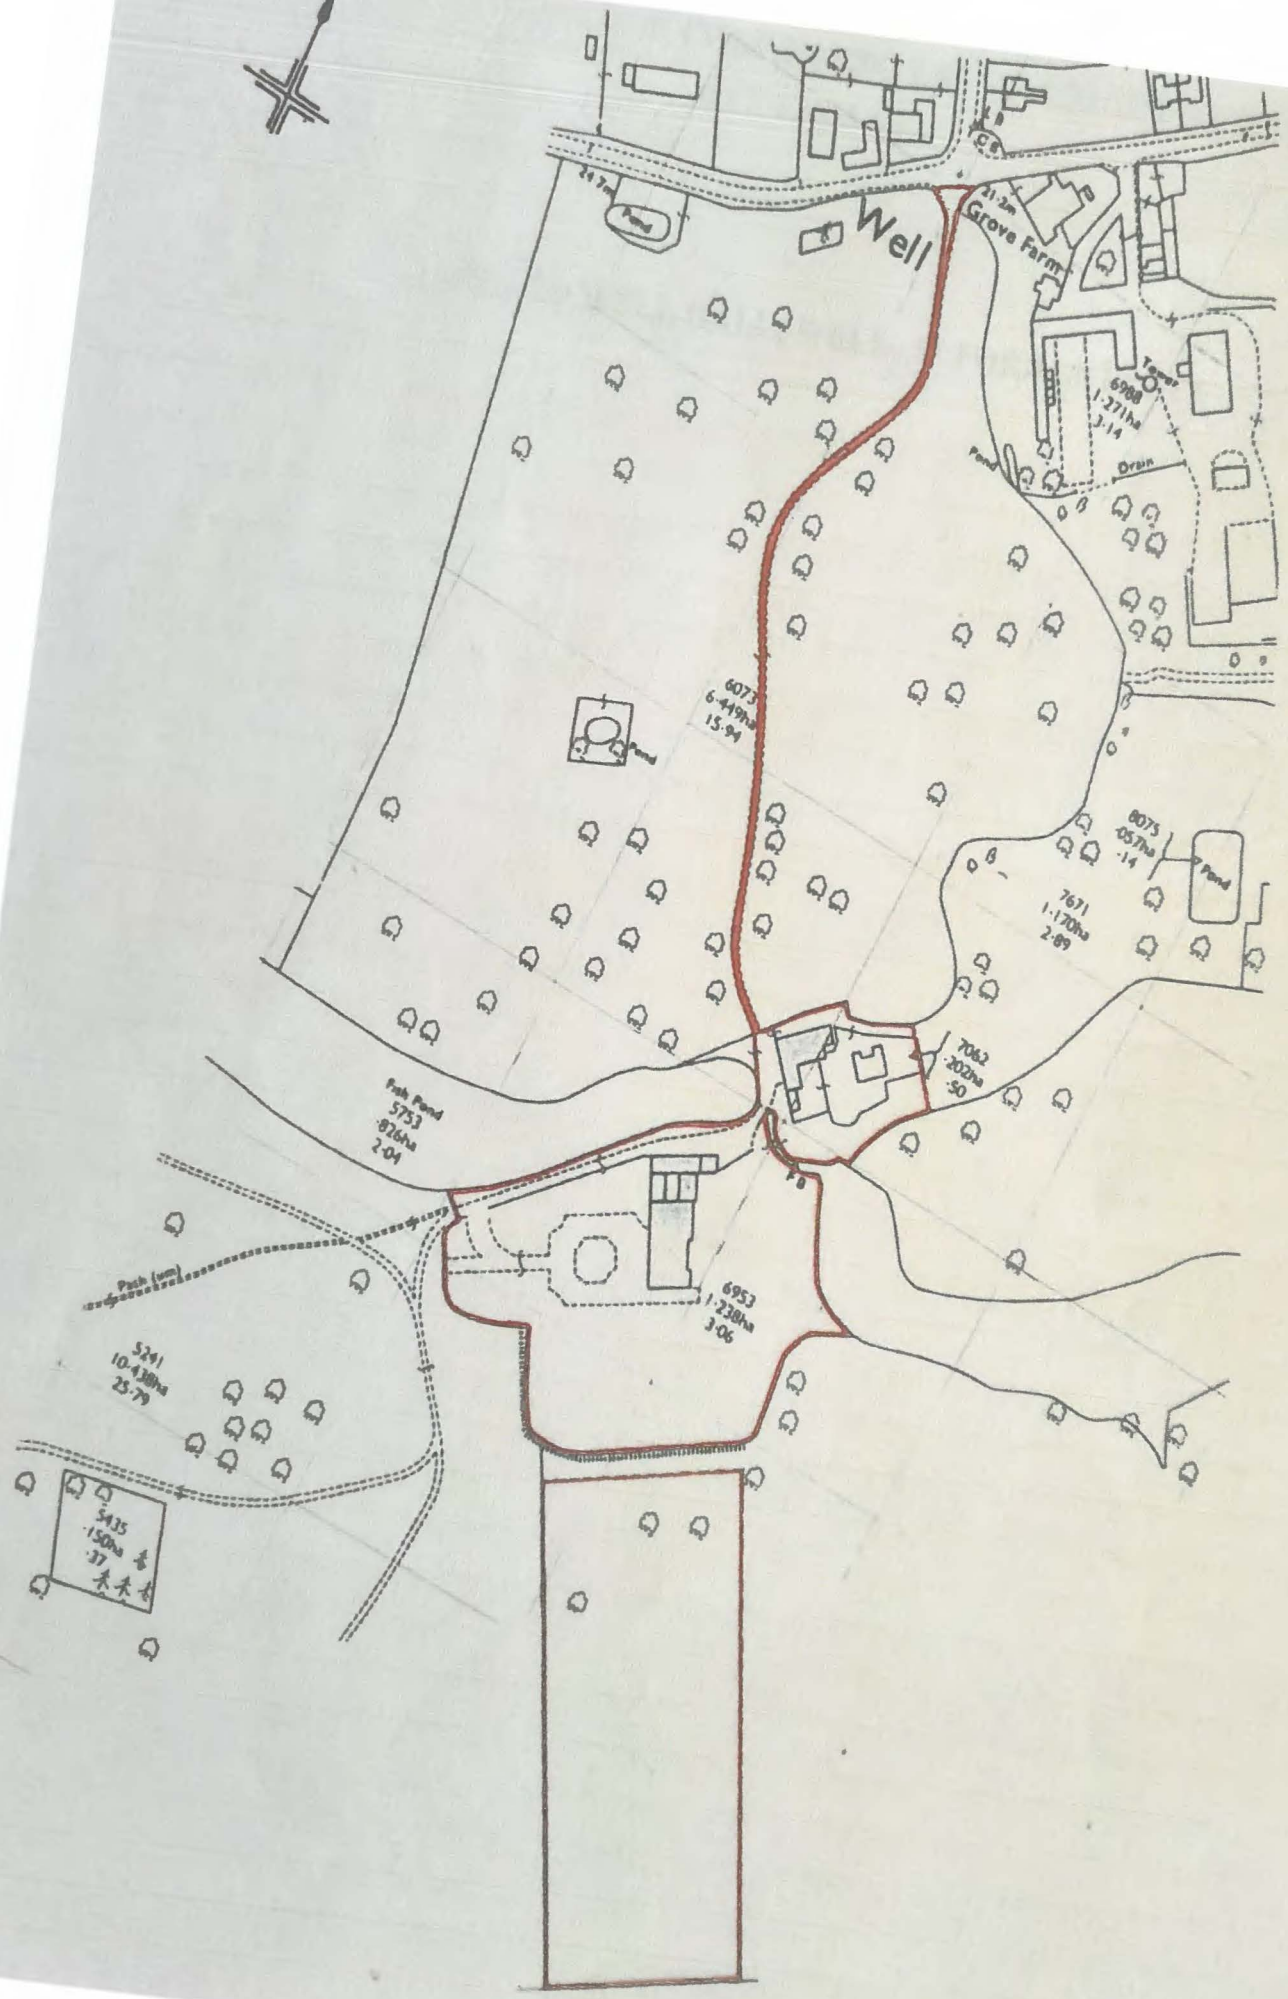 L B
T C B
24·7m
Pond
Well
21·2m
Grove Farm
Tower
6988
1·271ha
3·14
Pond
Drain
6073
6·449ha
15·94
Pond
8075
·057ha
·14
Pond
7671
1·170ha
2·89
7062
·202ha
·50
Fish Pond
5753
·826ha
2·04
F B
Path (um)
6953
1·238ha
3·06
5241
10·438ha
25·79
5435
·150ha
·37